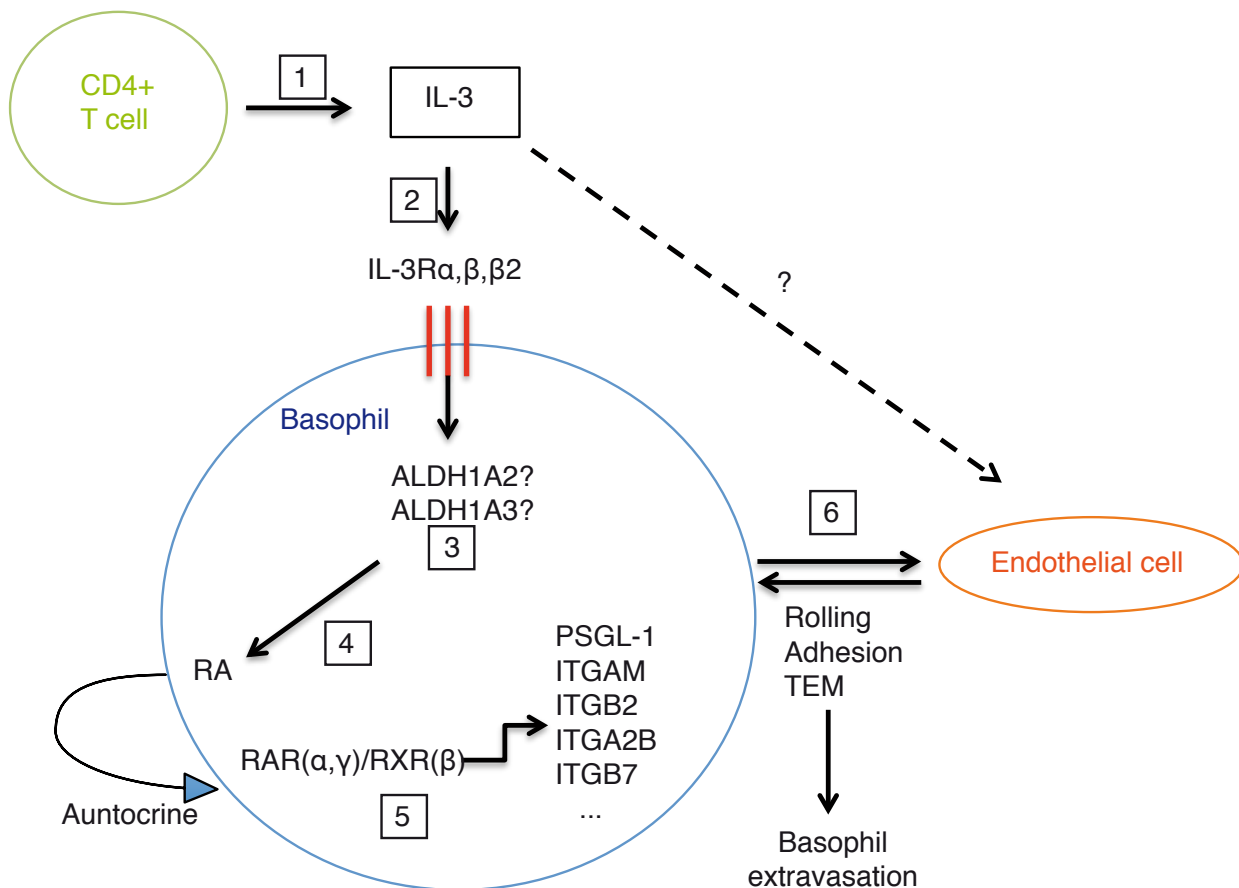 CD4+
T cell
1
IL-3
2
IL-3Rα,β,β2
?
Basophil
ALDH1A2?
ALDH1A3?
3
4
RA
Auntocrine
RAR(α,γ)/RXR(β)
5
PSGL-1
ITGAM
ITGB2
ITGA2B
ITGB7
...
6
Endothelial cell
Rolling
Adhesion
TEM
Basophil
extravasation